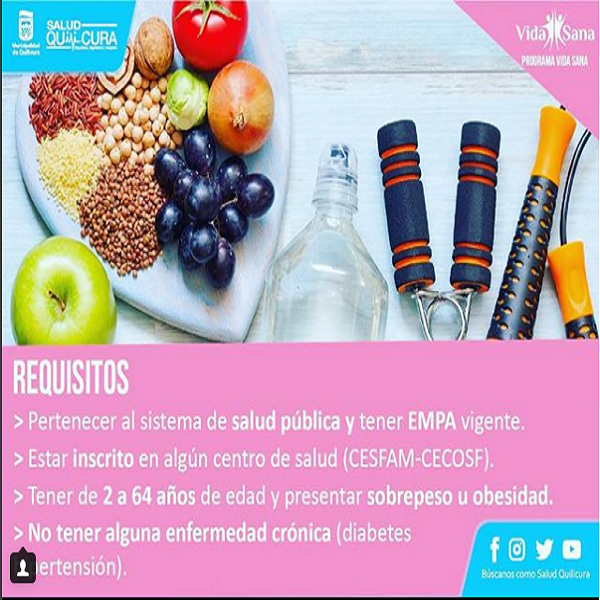 Municipalidad
de Quilicura
SALUD
QUILICURA
Vida Sana
PROGRAMA VIDA SANA
REQUISITOS
> Pertenecer al sistema de salud pública y tener EMPA vigente.
> Estar inscrito en algún centro de salud (CESFAM-CECOSF).
> Tener de 2 a 64 años de edad y presentar sobrepeso u obesidad.
> No tener alguna enfermedad crónica (diabetes
pertensión).
Búscanos como Salud Quilicura